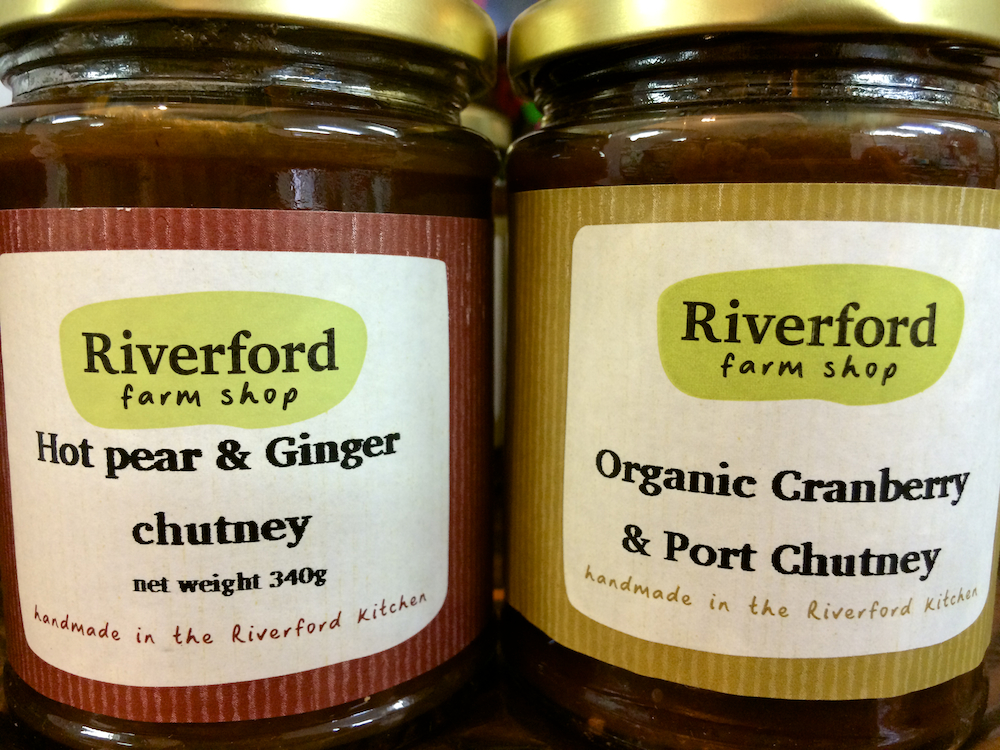 Riverford
farm shop
Hot pear & Ginger
chutney
net weight 340g
handmade in the Riverford Kitchen
Riverford
farm shop
Organic Cranberry
& Port Chutney
handmade in the Riverford Kitchen